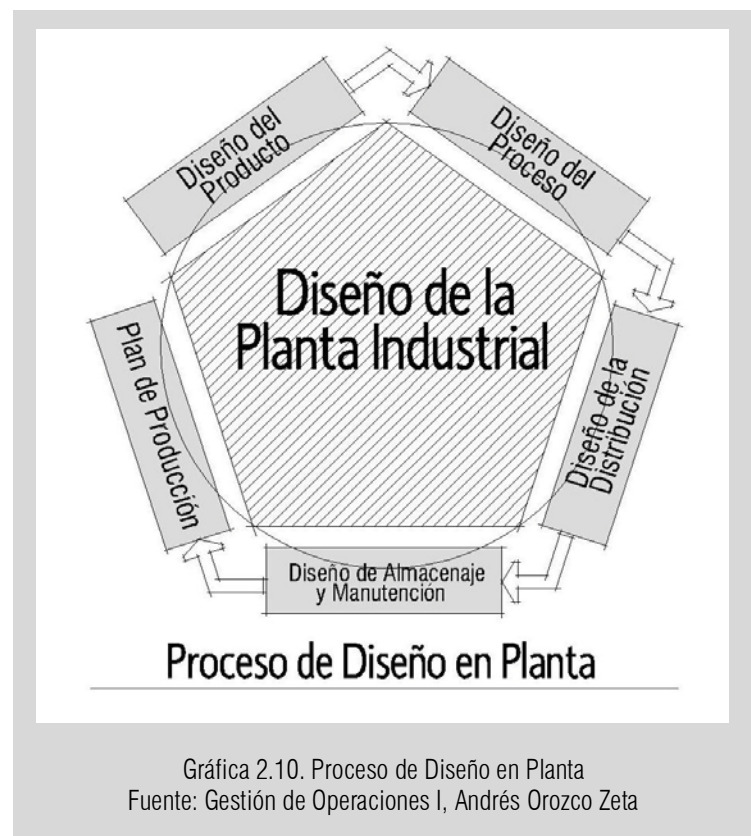 Diseño del
Producto
Diseño del
Proceso
Diseño de la
Planta Industrial
Diseño de la
Distribución
Plan de Producción
Diseño de Almacenaje
y Manutención
Proceso de Diseño en Planta
Gráfica 2.10. Proceso de Diseño en Planta
Fuente: Gestión de Operaciones I, Andrés Orozco Zeta